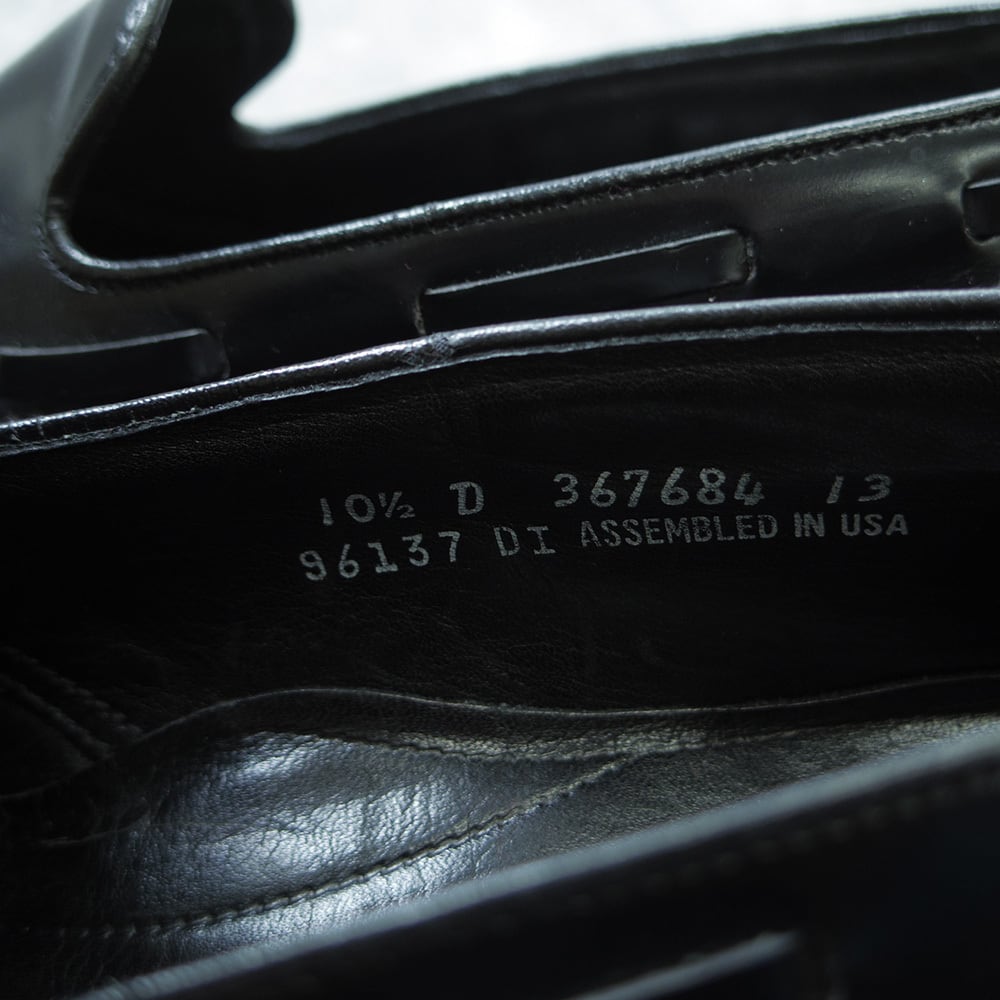 10½ D 367684 13
96137 DI ASSEMBLED IN USA